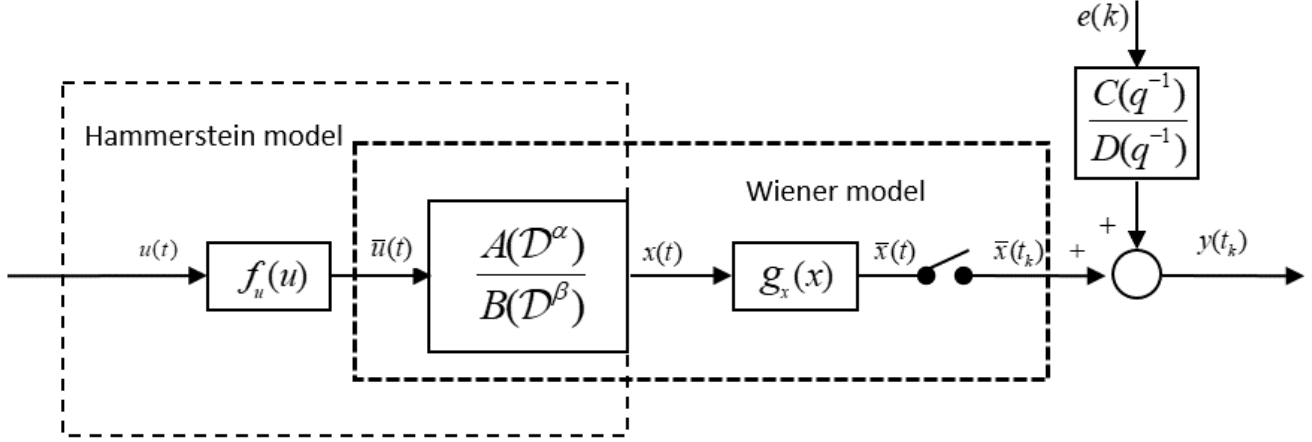 e(k)
C(q⁻¹)
D(q⁻¹)
Hammerstein model
Wiener model
u(t)
f_u(u)
ū(t)
A(𝒟^α)
B(𝒟^β)
x(t)
g_x(x)
x̄(t)
x̄(t_k)
+
+
y(t_k)